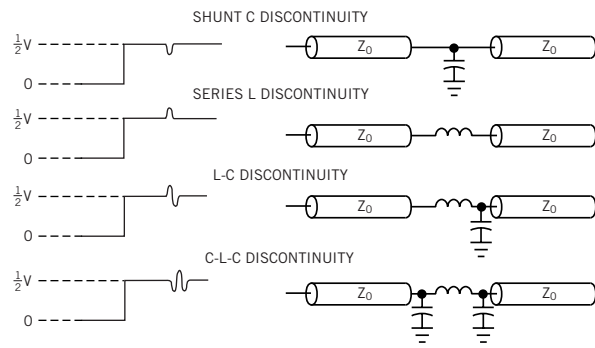 SHUNT C DISCONTINUITY
½V
0
Z₀ Z₀
SERIES L DISCONTINUITY
½V
0
Z₀ Z₀
L-C DISCONTINUITY
½V
0
Z₀ Z₀
C-L-C DISCONTINUITY
½V
0
Z₀ Z₀